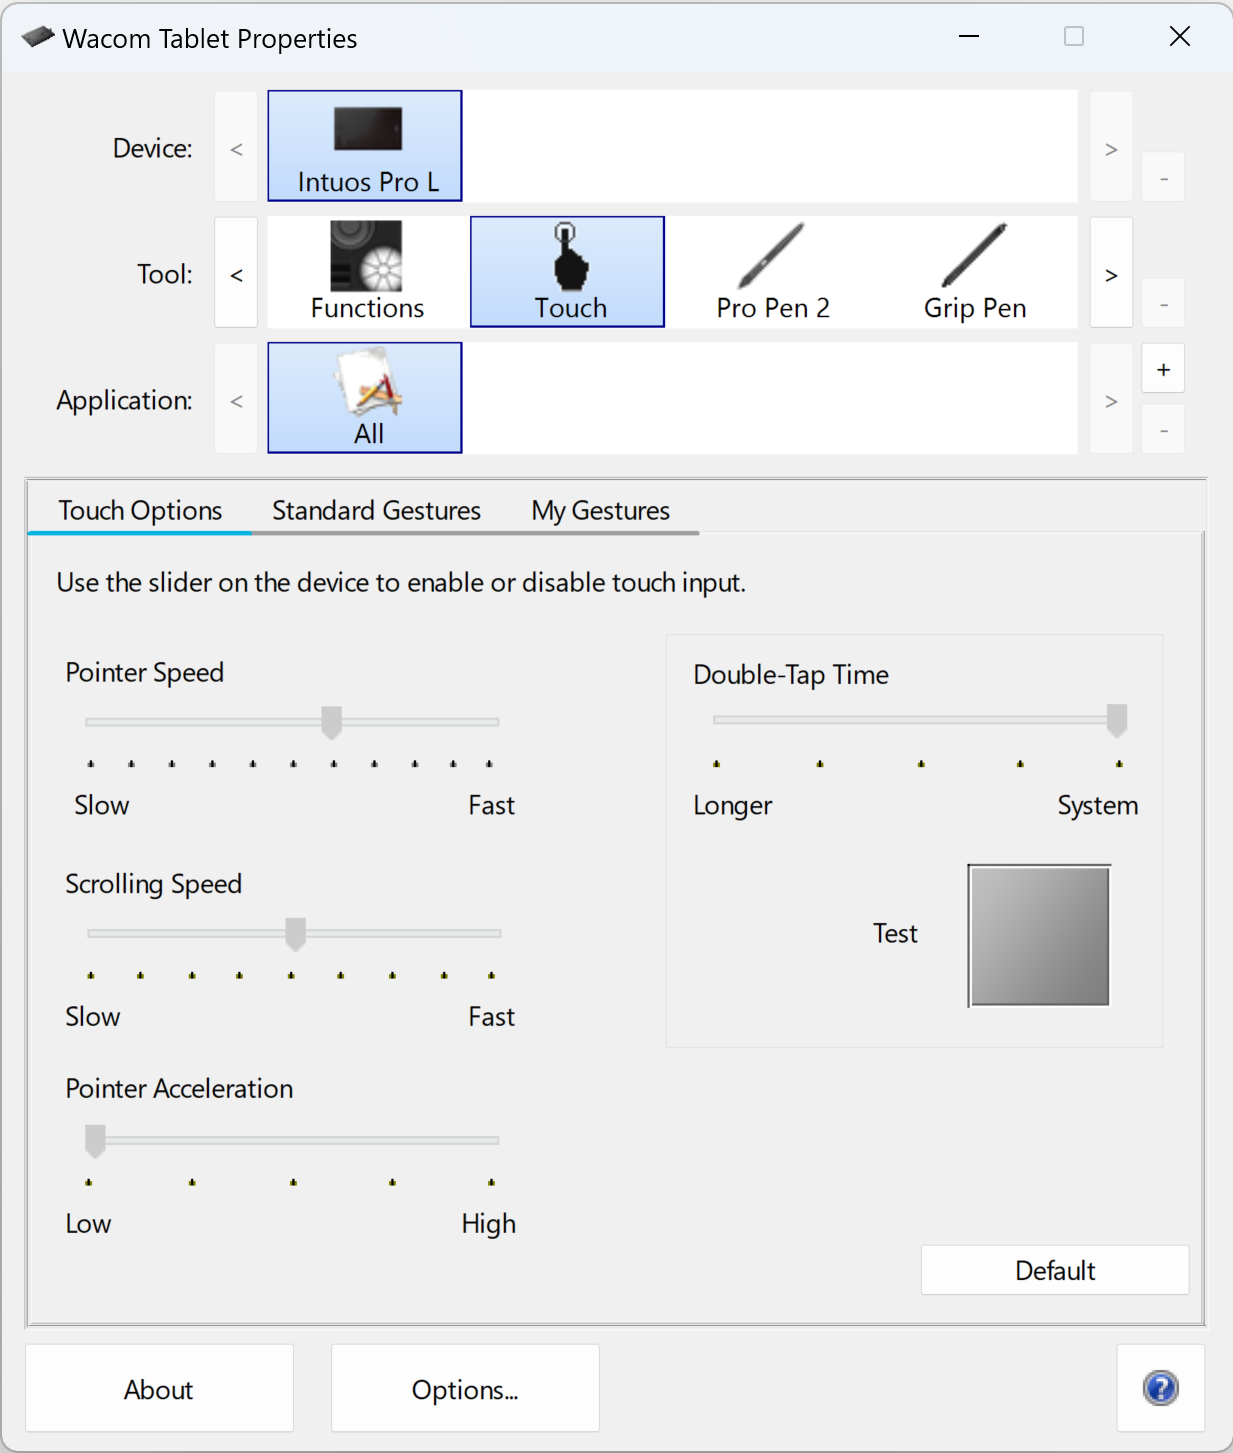 Wacom Tablet Properties
Device:
<
Intuos Pro L
>
-
Tool:
<
Functions
Touch
Pro Pen 2
Grip Pen
>
-
Application:
<
All
>
+
-
Touch Options
Standard Gestures
My Gestures
Use the slider on the device to enable or disable touch input.
Pointer Speed
Slow
Fast
Scrolling Speed
Slow
Fast
Pointer Acceleration
Low
High
Double-Tap Time
Longer
System
Test
Default
About
Options...
?